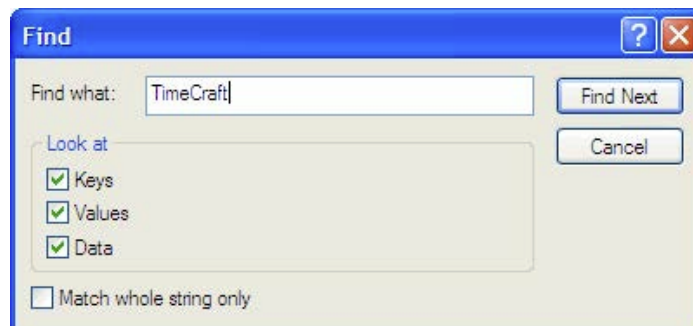 Find
Find what: TimeCraft Find Next
Look at Cancel
Keys
Values
Data
Match whole string only